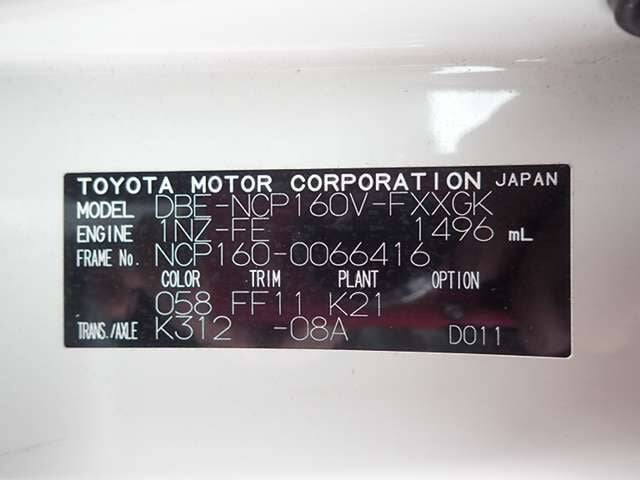 TOYOTA MOTOR CORPORATION JAPAN
MODEL DBE-NCP160V-FXXGK
ENGINE 1NZ-FE 1496 mL
FRAME No. NCP160-0066416
COLOR TRIM PLANT OPTION
058 FF11 K21
TRANS./AXLE K312 -08A D011